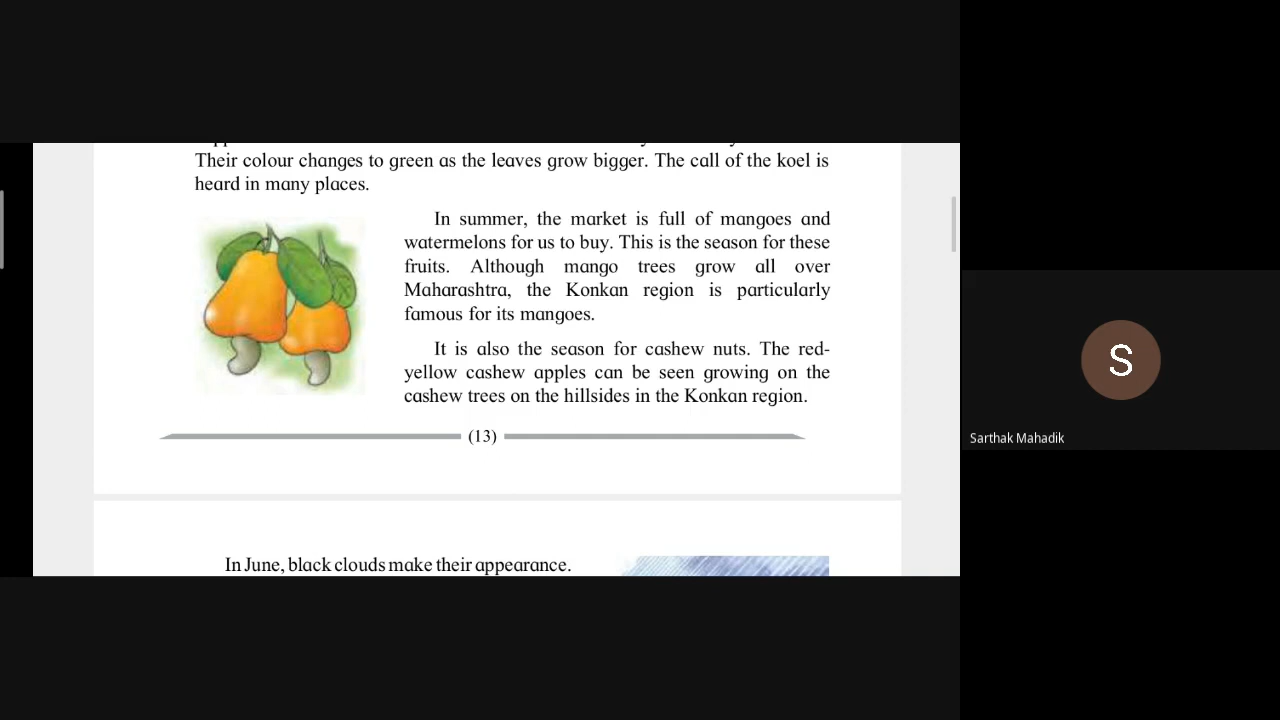 Their colour changes to green as the leaves grow bigger. The call of the koel is
heard in many places.
In summer, the market is full of mangoes and
watermelons for us to buy. This is the season for these
fruits. Although mango trees grow all over
Maharashtra, the Konkan region is particularly
famous for its mangoes.
It is also the season for cashew nuts. The red-
yellow cashew apples can be seen growing on the
cashew trees on the hillsides in the Konkan region.
(13)
In June, black clouds make their appearance.
S
Sarthak Mahadik